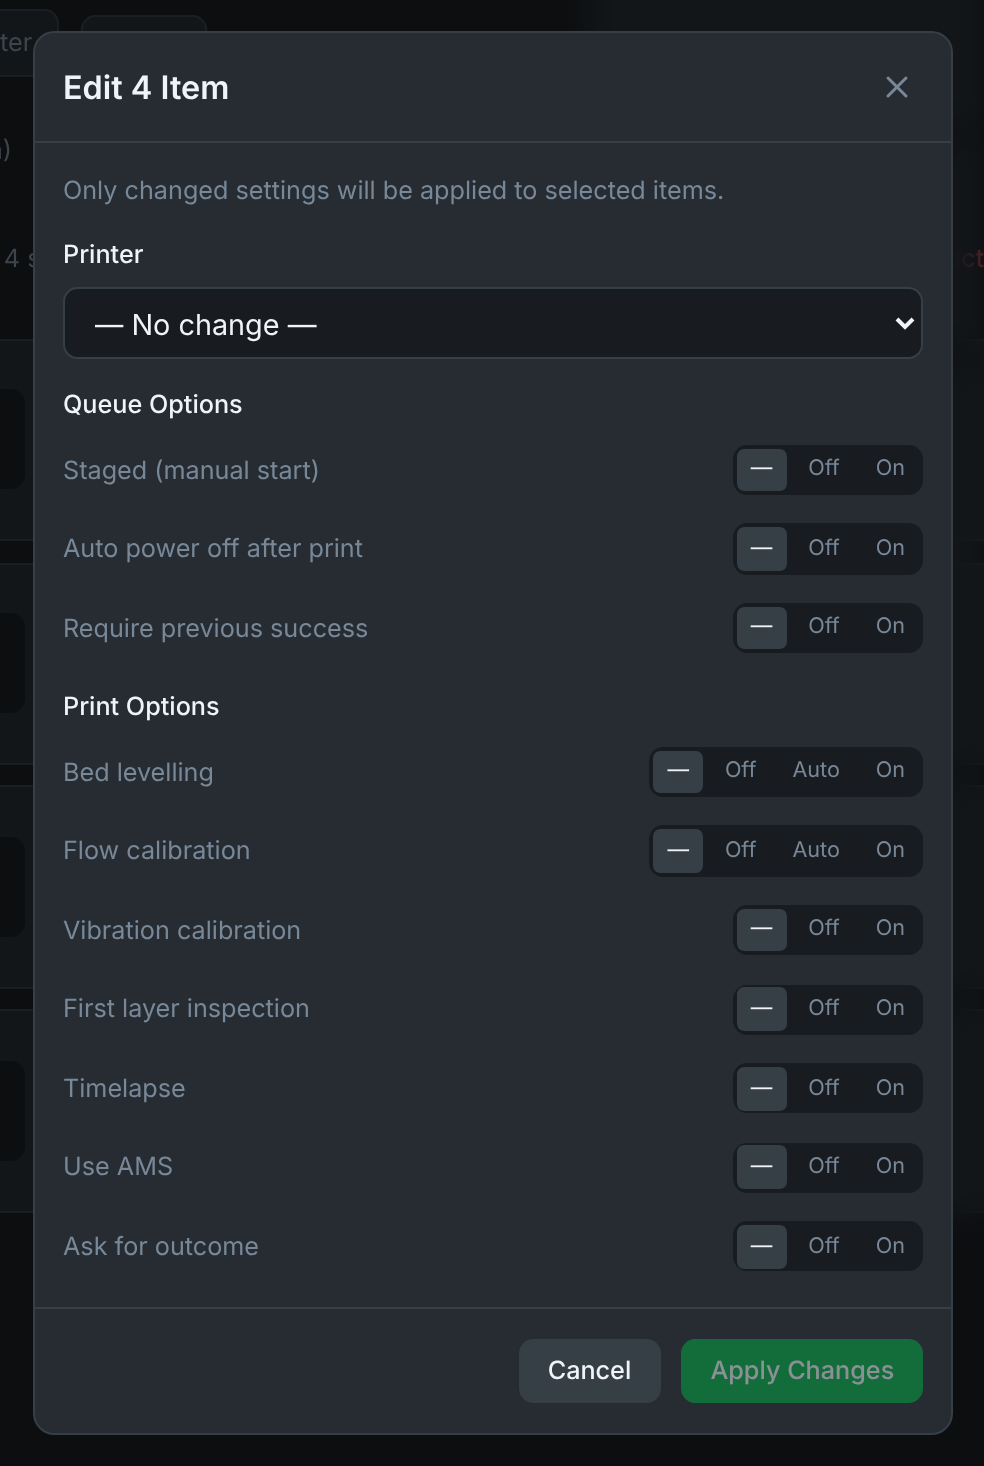 ter
Edit 4 Item
)
Only changed settings will be applied to selected items.
4 s
ct
Printer
— No change —
Queue Options
Staged (manual start) — Off On
Auto power off after print — Off On
Require previous success — Off On
Print Options
Bed levelling — Off Auto On
Flow calibration — Off Auto On
Vibration calibration — Off On
First layer inspection — Off On
Timelapse — Off On
Use AMS — Off On
Ask for outcome — Off On
Cancel Apply Changes